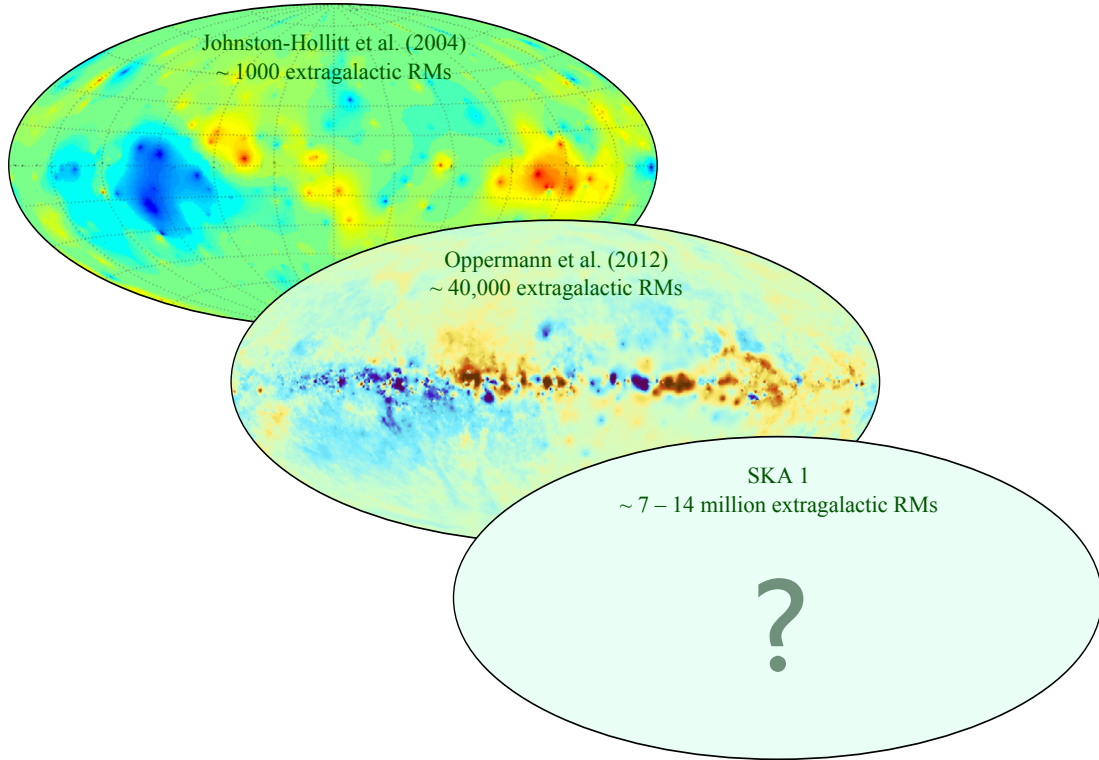 Johnston-Hollitt et al. (2004)
~ 1000 extragalactic RMs
Oppermann et al. (2012)
~ 40,000 extragalactic RMs
SKA 1
~ 7 – 14 million extragalactic RMs
?